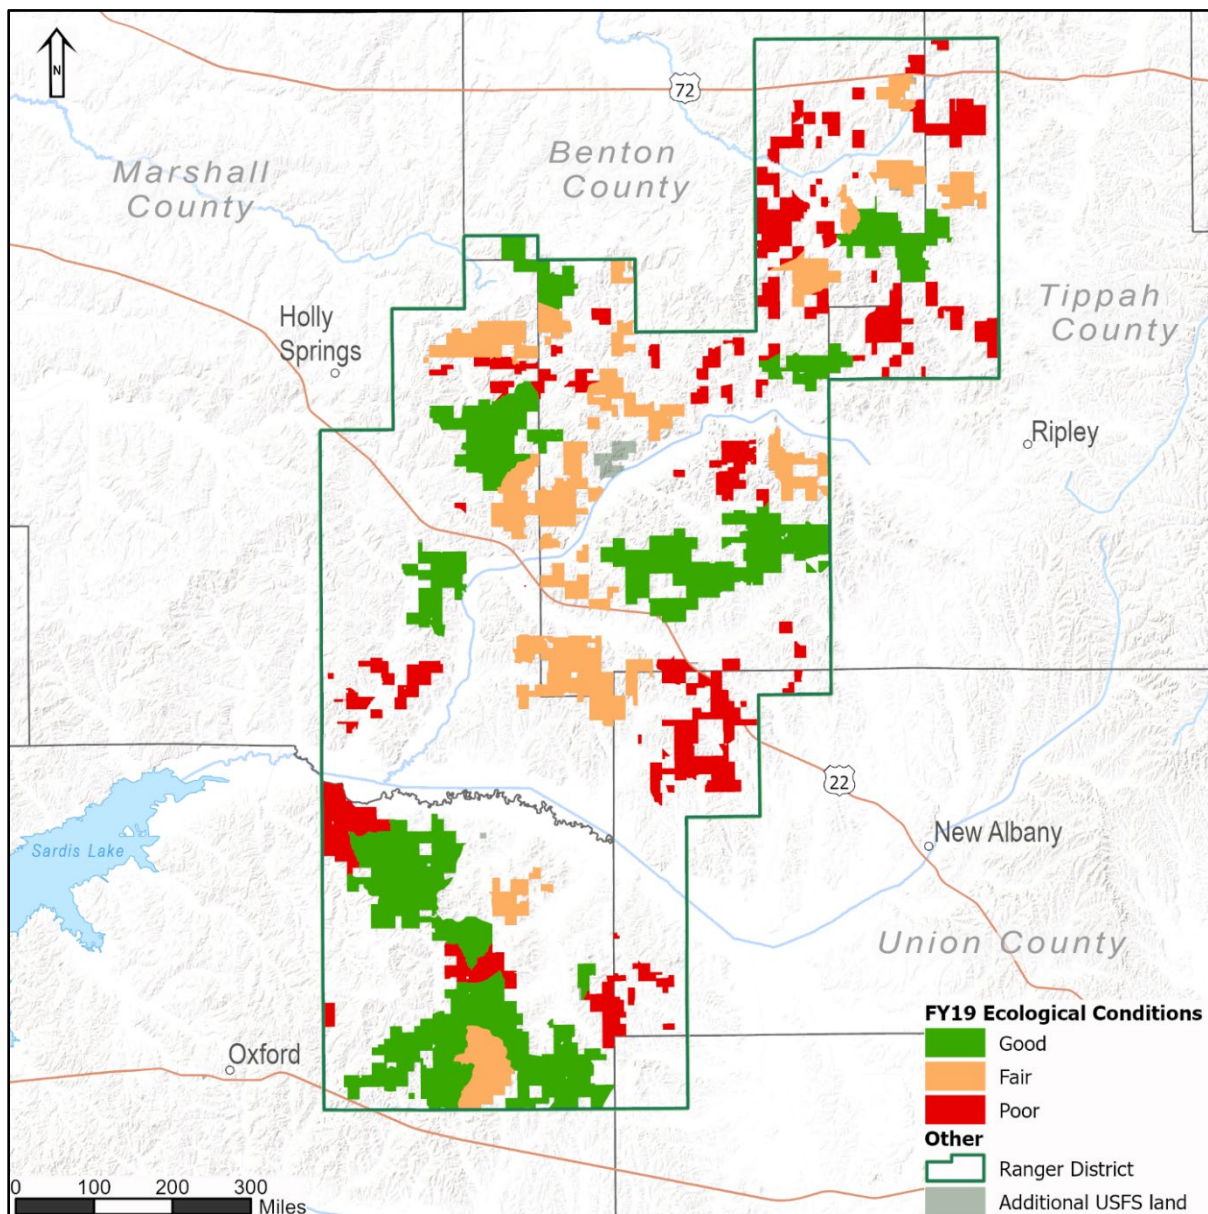 N
72
Marshall
County
Benton
County
Holly
Springs
Tippah
County
Ripley
22
Sardis Lake
New Albany
Union County
Oxford
FY19 Ecological Conditions
Good
Fair
Poor
Other
Ranger District
Additional USFS land
0 100 200 300
Miles